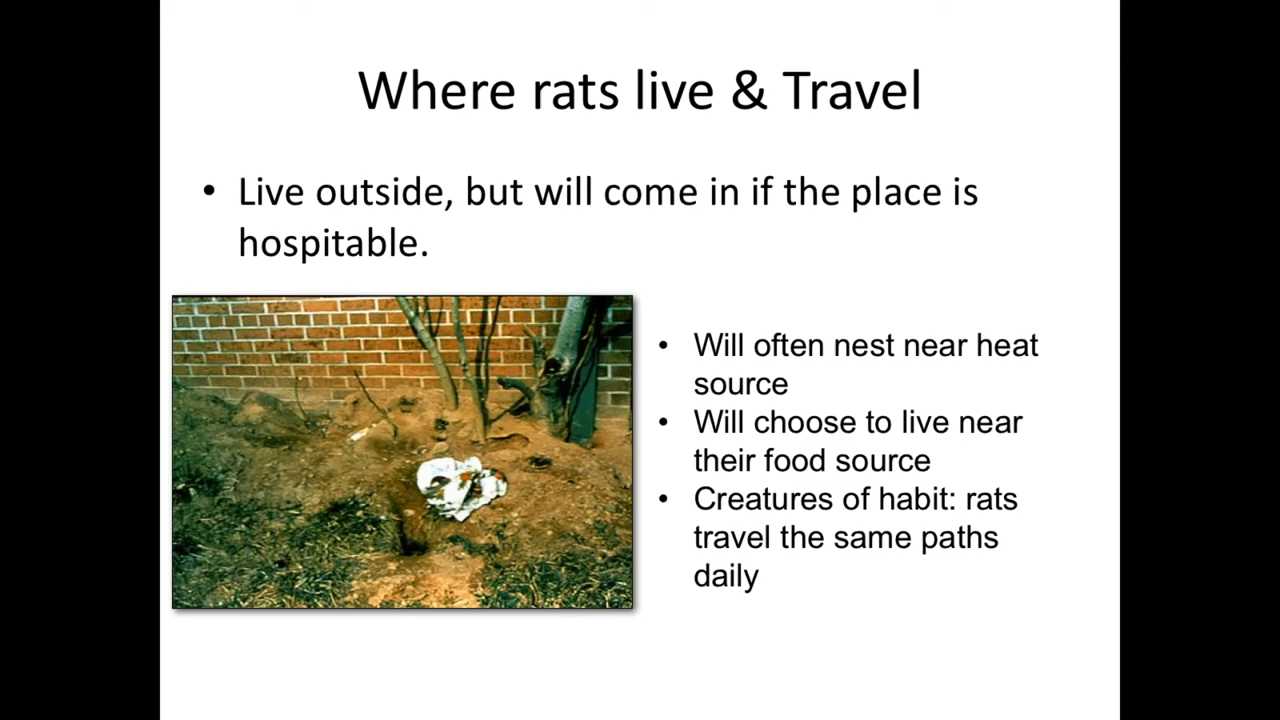 Where rats live & Travel
• Live outside, but will come in if the place is
hospitable.
• Will often nest near heat
source
• Will choose to live near
their food source
• Creatures of habit: rats
travel the same paths
daily